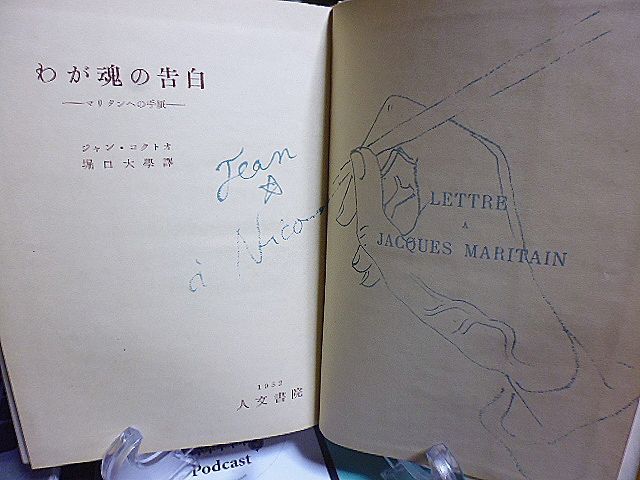 わが魂の告白
―マリタンへの手紙―
ジャン・コクトオ
堀口大學譯
Jean
à Nico
1952
人文書院
LETTRE
A
JACQUES MARITAIN
Podcast